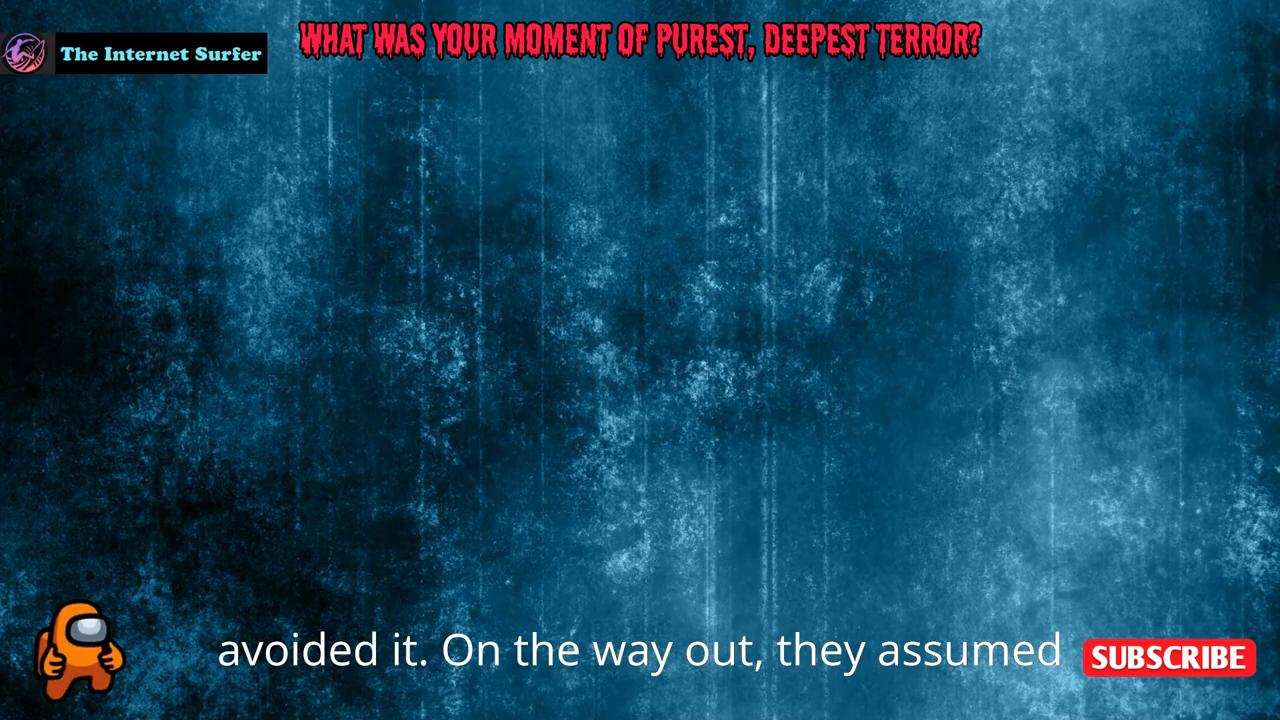 WHAT WAS YOUR MOMENT OF PUREST, DEEPEST TERROR?
The Internet Surfer
avoided it. On the way out, they assumed
SUBSCRIBE